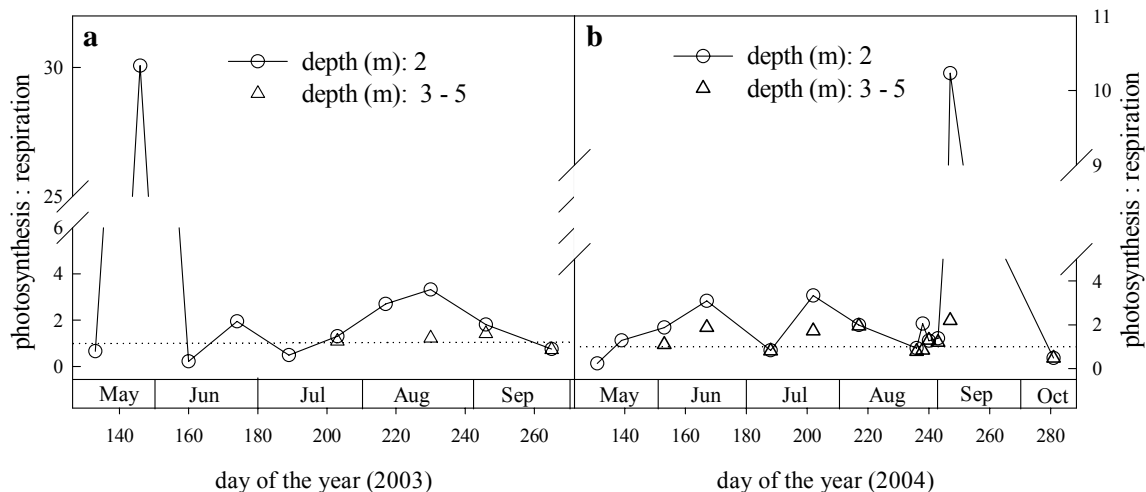 a
depth (m): 2
depth (m): 3 - 5
photosynthesis : respiration
30
25
6
4
2
0
May Jun Jul Aug Sep
140 160 180 200 220 240 260
day of the year (2003)
b
depth (m): 2
depth (m): 3 - 5
11
10
9
4
2
0
photosynthesis : respiration
May Jun Jul Aug Sep Oct
140 160 180 200 220 240 260 280
day of the year (2004)